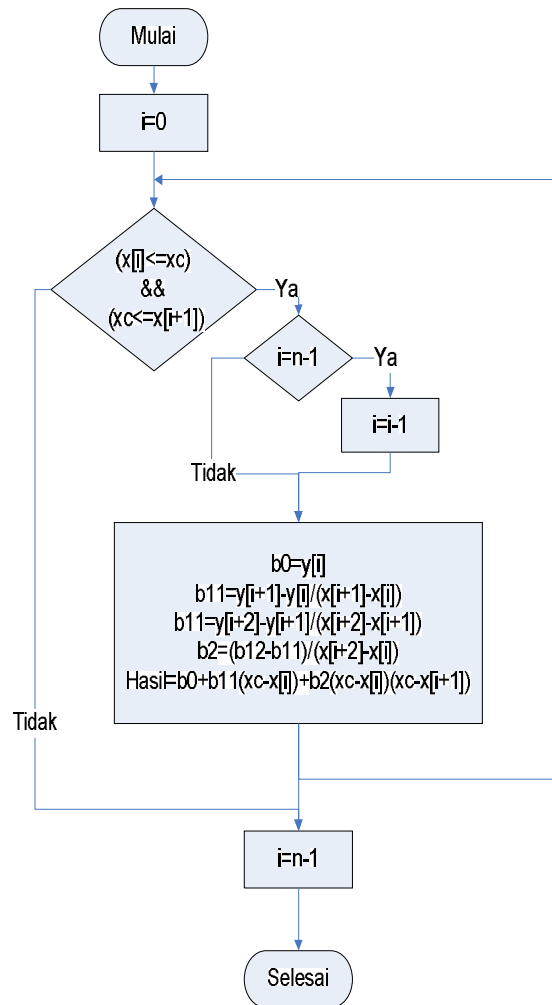 Mulai
i=0
(x[i]<=xc)
&&
(xc<=x[i+1])
Ya
i=n-1
Ya
i=i-1
Tidak
b0=y[i]
b11=y[i+1]-y[i]/(x[i+1]-x[i])
b11=y[i+2]-y[i+1]/(x[i+2]-x[i+1])
b2=(b12-b11)/(x[i+2]-x[i])
Hasil=b0+b11(xc-x[i])+b2(xc-x[i])(xc-x[i+1])
Tidak
i=n-1
Selesai